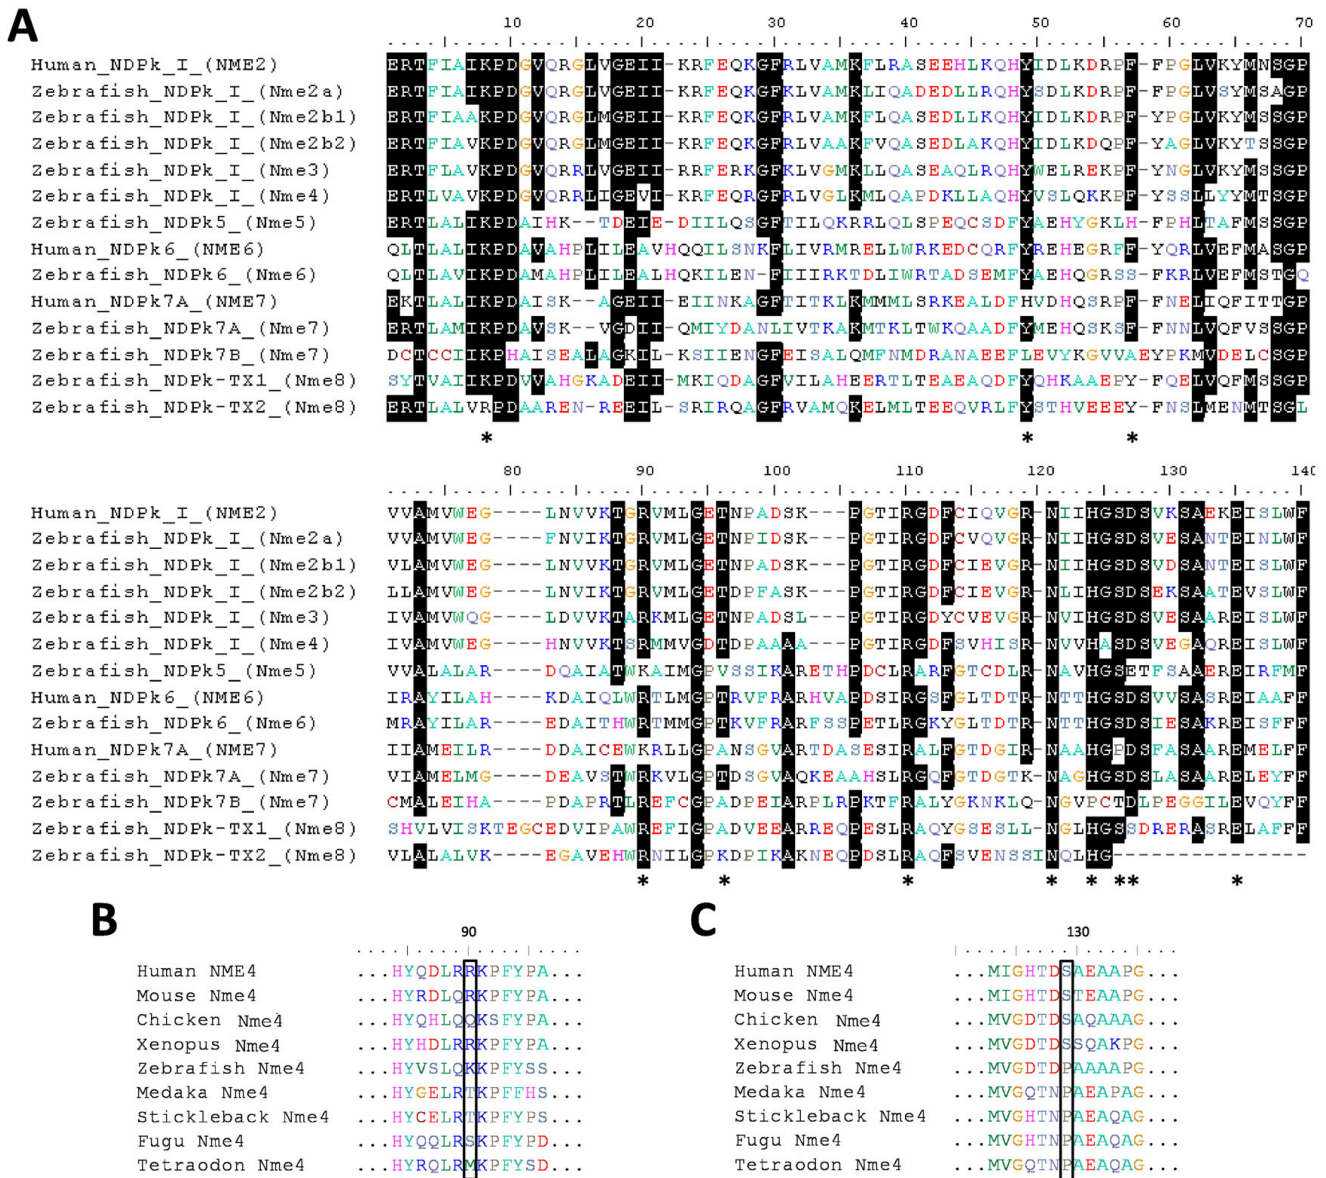 A
10 20 30 40 50 60 70
Human_NDPk_I_(NME2) ERTFIAIKPDGVQRGLVGEII-KRFEQKGFRLVAMKFLRASEEHLKQHYIDLKDRPF-FPGLVKYMNSGP
Zebrafish_NDPk_I_(Nme2a) ERTFIAIKPDGVQRGLVGEII-KRFEQKGFKLVAMKLIQADEDLLRQHYSDLKDRPF-FPGLVSYMSAGP
Zebrafish_NDPk_I_(Nme2b1) ERTFIAAKPDGVQRGLMGEII-KRFEQKGFRLVAMKFLQASEDLLKQHYIDLKDRPF-YPGLVKYMSSGP
Zebrafish_NDPk_I_(Nme2b2) ERTFIAVKPDGVQRGLMGEII-KRFEQKGFRLVAAKFVQASEDLAKQHYIDLKDQPF-YAGLVKYTSSGP
Zebrafish_NDPk_I_(Nme3) ERTFIAVKPDGVQRRLVGEII-RRFERKGFRLVGMKWLQASEAQLKQHYWELREKPF-YNSLLKYMSSGP
Zebrafish_NDPk_I_(Nme4) ERTLVAVKPDGVQRRLIGEVI-KRFERQGFRLVGLKMLQAPDKLLAQHYVSLQKKPF-YSSLLYYMTSGP
Zebrafish_NDPk5_(Nme5) ERTLALIKPDAIHK--TDEIE-DIILQSGFTILQKRRLQLSPEQCSDFYAEHYGKLH-FPHLTAFMSSGP
Human_NDPk6_(NME6) QLTLALIKPDAVAHPLILEAVHQQILSNKFLIVRMRELLWRKEDCQRFYREHEGRFF-YQRLVEFMASGP
Zebrafish_NDPk6_(Nme6) QLTLAVIKPDAMAHPLILEALHQKILEN-FIIIRKTDLIWRTADSEMFYAEHQGRSS-FKRLVEFMSTGQ
Human_NDPk7A_(NME7) EKTLALIKPDAISK--AGEII-EIINKAGFTITKLKMMMLSRKEALDFHVDHQSRPF-FNELIQFITTGP
Zebrafish_NDPk7A_(Nme7) ERTLAMIKPDAVSK--VGDII-QMIYDANLIVTKAKMTKLTWKQAADFYMEHQSKSF-FNNLVQFVSSGP
Zebrafish_NDPk7B_(Nme7) DCTCCIIKPHAISEALAGKIL-KSIIENGFEISALQMFNMDRANAEEFLEVYKGVVAEYPKMVDELCSGP
Zebrafish_NDPk-TX1_(Nme8) SYTVAIIKPDVVAHGKADEII-MKIQDAGFVILAHEERTLTEAEAQDFYQHKAAEPY-FQELVQFMSSGP
Zebrafish_NDPk-TX2_(Nme8) ERTLALVRPDAAREN-REEIL-SRIRQAGFRVAMQKELMLTEEQVRLFYSTHVEEEY-FNSLMENMTSGL
* * *
80 90 100 110 120 130 140
Human_NDPk_I_(NME2) VVAMVWEG----LNVVKTGRVMLGETNPADSK---PGTIRGDFCIQVGR-NIIHGSDSVKSAEKEISLWF
Zebrafish_NDPk_I_(Nme2a) VVAMVWEG----FNVIKTGRVMLGETNPIDSK---PGTIRGDFCVQVGR-NIIHGSDSVESANTEINLWF
Zebrafish_NDPk_I_(Nme2b1) VLAMVWEG----LNVVKTGRVMLGETNPADSK---PGTIRGDFCIEVGR-NIIHGSDSVDSANTEISLWF
Zebrafish_NDPk_I_(Nme2b2) LLAMVWEG----LNVVKTGRVMLGETDPFASK---PGTIRGDFCIEVGR-NLIHGSDSEKSAATEVSLWF
Zebrafish_NDPk_I_(Nme3) IVAMVWQG----LDVVKTARKMLGETNPADSL---PGTIRGDYCVEVGR-NVIHGSDSVESARREISLWF
Zebrafish_NDPk_I_(Nme4) IVAMVWEG----HNVVKTSRMMVGDTDPAAAA---PGTIRGDFSVHISR-NVVHASDSVEGAQREISLWF
Zebrafish_NDPk5_(Nme5) VVALALAR----DQAIATWKAIMGPVSSIKARETHPDCLRARFGTCDLR-NAVHGSETFSAAEREIRFMF
Human_NDPk6_(NME6) IRAYILAH----KDAIQLWRTLMGPTRVFRARHVAPDSIRGSFGLTDTR-NTTHGSDSVVSASREIAAFF
Zebrafish_NDPk6_(Nme6) MRAYILAR----EDAITHWRTMMGPTKVFRARFSSPETLRGKYGLTDTR-NTTHGSDSIESAKREISFFF
Human_NDPk7A_(NME7) IIAMEILR----DDAICEWKRLLGPANSGVARTDASESIRALFGTDGIR-NAAHGPDSFASAAREMELFF
Zebrafish_NDPk7A_(Nme7) VIAMELMG----DEAVSTWRKVLGPTDSGVAQKEAAHSLRGQFGTDGTK-NAGHGSDSLASAARELEYFF
Zebrafish_NDPk7B_(Nme7) CMALEIHA----PDAPRTLREFCGPADPEIARPLRPKTFRALYGKNKLQ-NGVPCTDLPEGGILEVQYFF
Zebrafish_NDPk-TX1_(Nme8) SHVLVISKTEGCEDVIPAWREFIGPADVEEARREQPESLRAQYGSESLL-NGLHGSSDRERASRELAFFF
Zebrafish_NDPk-TX2_(Nme8) VLALALVK----EGAVEHWRNILGPKDPIKAKNEQPDSLRAQFSVENSSINQLHG---------------
* * * * * * * *
B
90
Human NME4 ...HYQDLRRKPFYPA...
Mouse Nme4 ...HYRDLQRKPFYPA...
Chicken Nme4 ...HYQHLQQKSFYPA...
Xenopus Nme4 ...HYHDLRRKPFYPA...
Zebrafish Nme4 ...HYVSLQKKPFYSS...
Medaka Nme4 ...HYGELRTKPFFHS...
Stickleback Nme4 ...HYCELRTKPFYPS...
Fugu Nme4 ...HYQQLRSKPFYPD...
Tetraodon Nme4 ...HYRQLRMKPFYSD...
C
130
Human NME4 ...MIGHTDSAEAAPG...
Mouse Nme4 ...MIGHTDSTEAAPG...
Chicken Nme4 ...MVGDTDSAQAAAG...
Xenopus Nme4 ...MVGDTDSSQAKPG...
Zebrafish Nme4 ...MVGDTDPAAAAPG...
Medaka Nme4 ...MVGQTNPAEAPAG...
Stickleback Nme4 ...MVGHTNPAEAQAG...
Fugu Nme4 ...MVGHTNPAEAQAG...
Tetraodon Nme4 ...MVGQTNPAEAQAG...